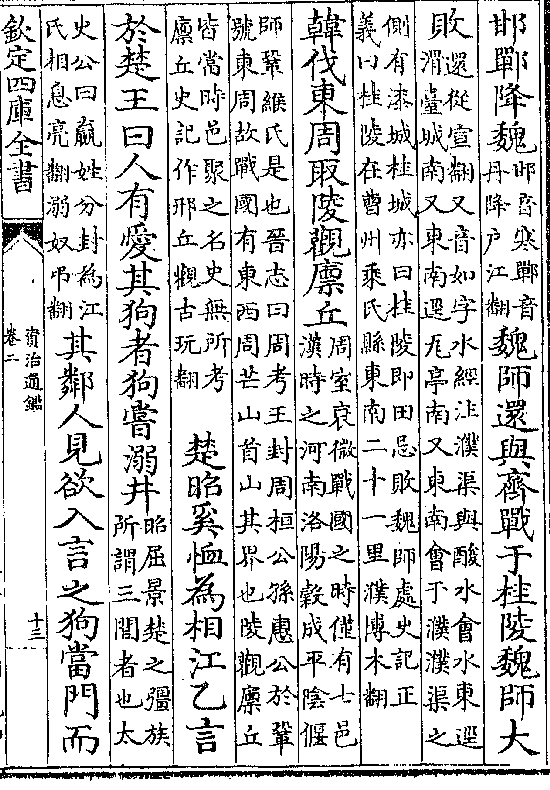 邯鄲降魏邯音寒鄲音丹降户江翻魏師還與齊戰于桂陵魏師大
敗還從宣翻又音如字水經注濮渠與酸水會水東逕滑臺城南又東南逕瓦亭南又東南會于濮濮渠之
側有漆城桂城亦曰桂陵即田忌敗魏師處史記正義曰桂陵在曹州乘氏縣東南二十一里濮博木翻
韓伐東周取陵觀廪丘周室衰微戰國之時僅有七邑漢時之河南洛陽穀成平陰偃
師鞏緱氏是也晉志曰周考王封周桓公孫惠公於鞏號東周故戰國有東西周芒山首山其界也陵觀廪丘
皆當時邑聚之名史無所考廪丘史記作邢丘觀古玩翻 楚昭奚恤為相江乙言
於楚王曰人有愛其狗者狗嘗溺井昭屈景楚之彊族所謂三閭者也太
史公曰嬴姓分封為江氏相息亮翻溺奴弔翻其鄰人見欲入言之狗當門而
欽定四庫全書
資治通鑑
卷二
十三